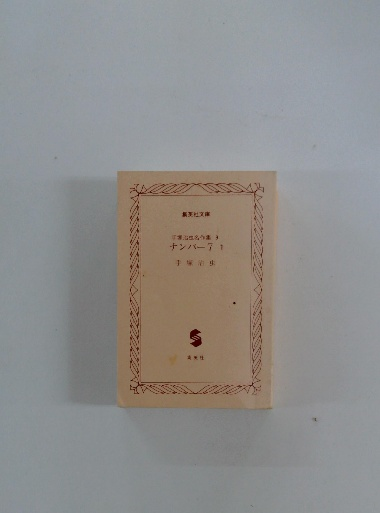 集英社文庫
手塚治虫名作集 9
ナンバー7 1
手塚治虫
集英社